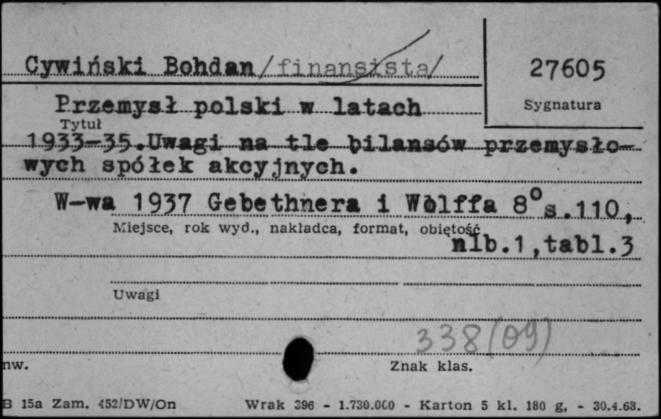 Cywiński Bohdan /finansista/
27605
Sygnatura
Przemysł polski w latach
Tytuł
1933-35. Uwagi na tle bilansów przemysło-
wych spółek akcyjnych.
W-wa 1937 Gebethnera i Wolffa 8° s.110,
Miejsce, rok wyd., nakładca, format, objętość
nlb.1, tabl.3
Uwagi
338(09)
nw.
Znak klas.
B 15a Zam. 452/DW/On Wrak 396 - 1.730.000 - Karton 5 kl. 180 g, - 30.4.68.